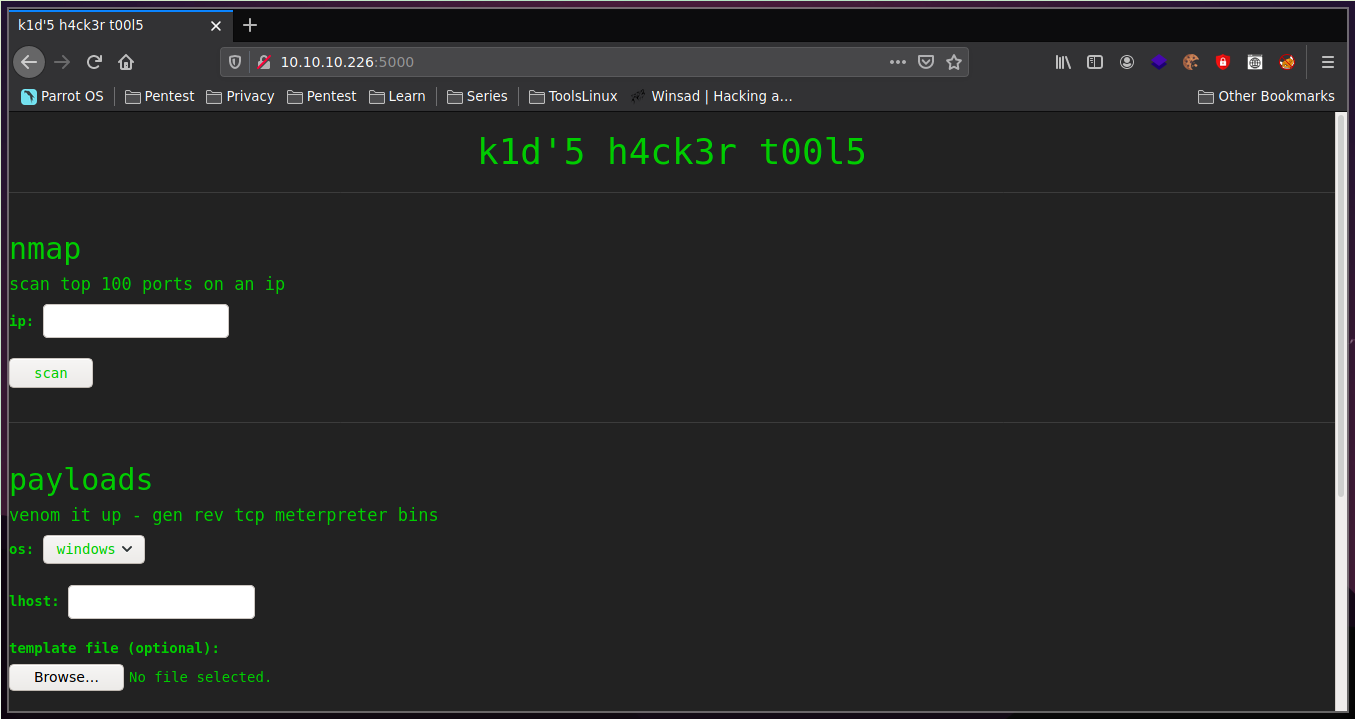 k1d'5 h4ck3r t00l5
10.10.10.226:5000
Parrot OS Pentest Privacy Pentest Learn Series ToolsLinux Winsad | Hacking a... Other Bookmarks
k1d'5 h4ck3r t00l5
nmap
scan top 100 ports on an ip
ip:
scan
payloads
venom it up - gen rev tcp meterpreter bins
os: windows
lhost:
template file (optional):
Browse... No file selected.